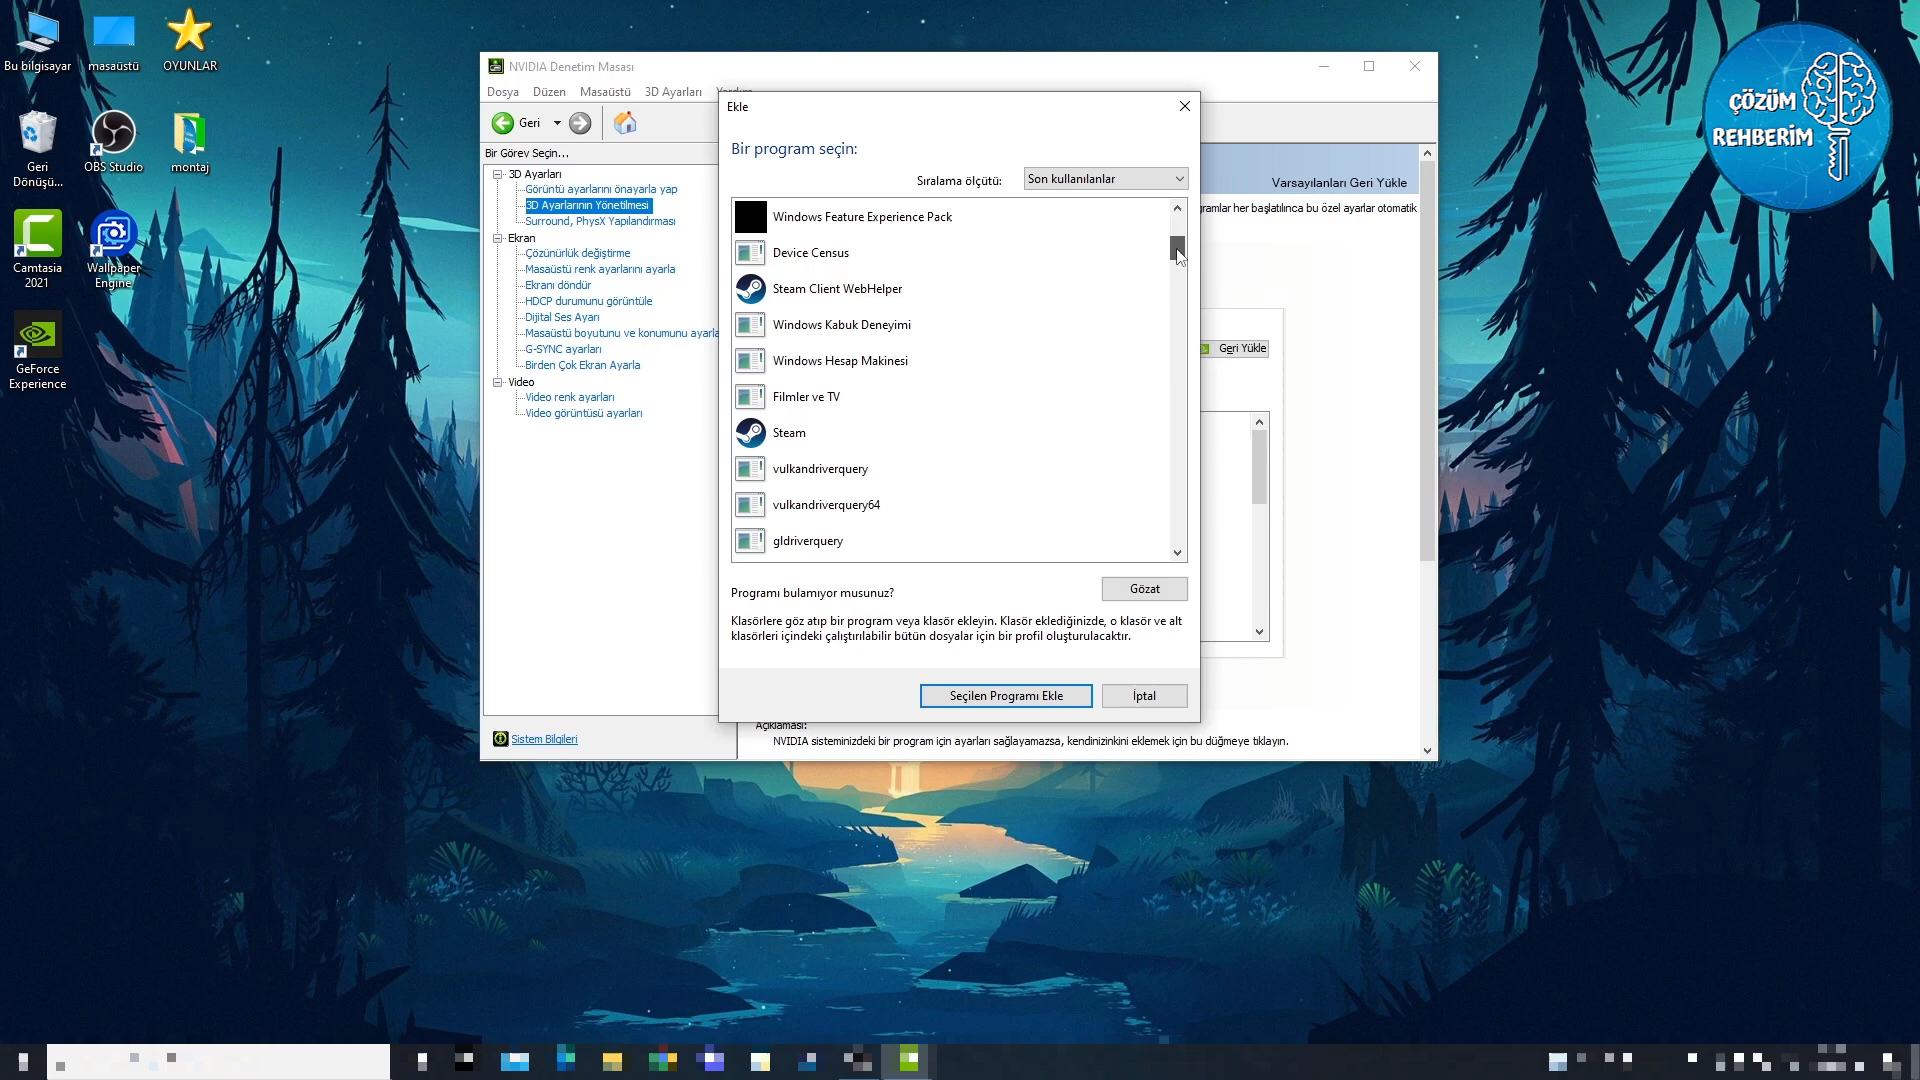 Bu bilgisayar
masaüstü
OYUNLAR
Geri
Dönüşü...
OBS Studio
montaj
Camtasia
2021
Wallpaper
Engine
GeForce
Experience
ÇÖZÜM
REHBERİM
NVIDIA Denetim Masası
Dosya
Düzen
Masaüstü
3D Ayarları
Geri
Bir Görev Seçin...
3D Ayarları
Görüntü ayarlarını önayarla yap
3D Ayarlarının Yönetilmesi
Surround, PhysX Yapılandırması
Ekran
Çözünürlük değiştirme
Masaüstü renk ayarlarını ayarla
Ekranı döndür
HDCP durumunu görüntüle
Dijital Ses Ayarı
Masaüstü boyutunu ve konumunu ayarla
G-SYNC ayarları
Birden Çok Ekran Ayarla
Video
Video renk ayarları
Video görüntüsü ayarları
Sistem Bilgileri
Varsayılanları Geri Yükle
gramlar her başlatılınca bu özel ayarlar otomatik
Geri Yükle
Açıklaması:
NVIDIA sisteminizdeki bir program için ayarları sağlayamazsa, kendinizinkini eklemek için bu düğmeye tıklayın.
Ekle
Bir program seçin:
Sıralama ölçütü:
Son kullanılanlar
Windows Feature Experience Pack
Device Census
Steam Client WebHelper
Windows Kabuk Deneyimi
Windows Hesap Makinesi
Filmler ve TV
Steam
vulkandriverquery
vulkandriverquery64
gldriverquery
Programı bulamıyor musunuz?
Gözat
Klasörlere göz atıp bir program veya klasör ekleyin. Klasör eklediğinizde, o klasör ve alt
klasörleri içindeki çalıştırılabilir bütün dosyalar için bir profil oluşturulacaktır.
Seçilen Programı Ekle
İptal